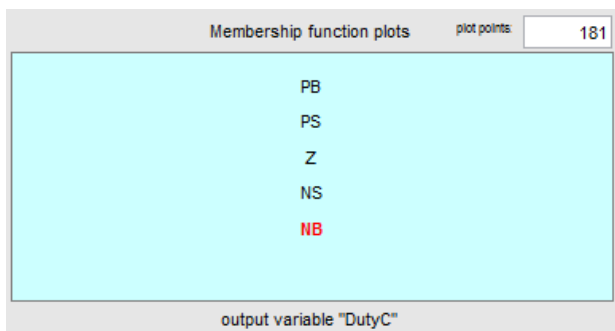 Membership function plots plot points: 181
PB
PS
Z
NS
NB
output variable "DutyC"